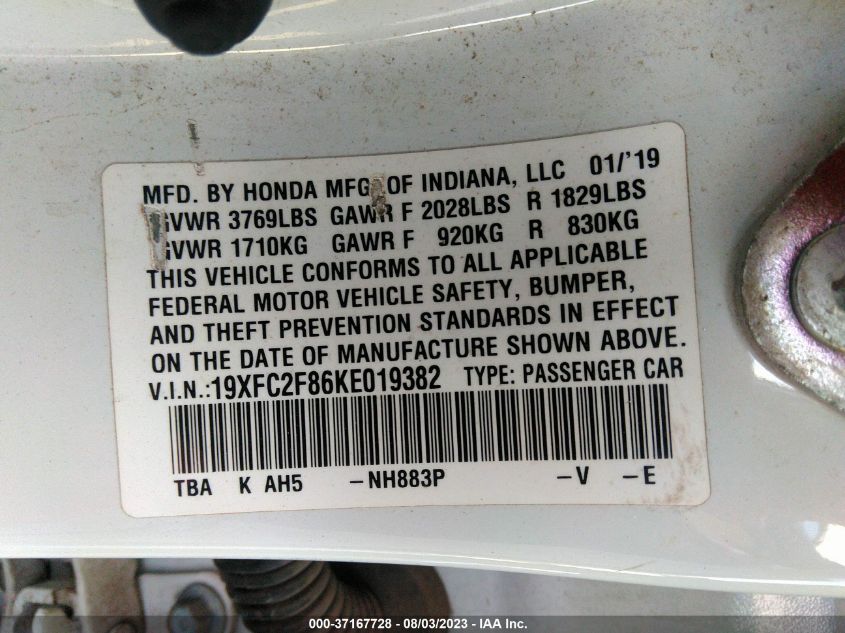 MFD. BY HONDA MFG. OF INDIANA, LLC 01/'19
GVWR 3769LBS GAWR F 2028LBS R 1829LBS
GVWR 1710KG GAWR F 920KG R 830KG
THIS VEHICLE CONFORMS TO ALL APPLICABLE
FEDERAL MOTOR VEHICLE SAFETY, BUMPER,
AND THEFT PREVENTION STANDARDS IN EFFECT
ON THE DATE OF MANUFACTURE SHOWN ABOVE.
V.I.N.:19XFC2F86KE019382 TYPE: PASSENGER CAR
TBA K AH5 -NH883P -V -E
000-37167728 - 08/03/2023 - IAA Inc.